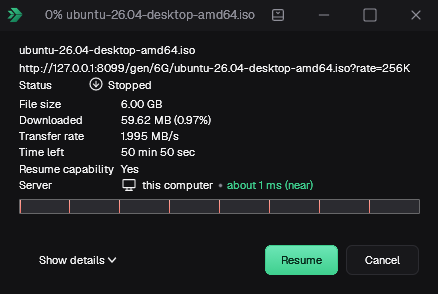 0% ubuntu-26.04-desktop-amd64.iso
ubuntu-26.04-desktop-amd64.iso
http://127.0.0.1:8099/gen/6G/ubuntu-26.04-desktop-amd64.iso?rate=256K
Status Stopped
File size 6.00 GB
Downloaded 59.62 MB (0.97%)
Transfer rate 1.995 MB/s
Time left 50 min 50 sec
Resume capability Yes
Server this computer • about 1 ms (near)
Show details Resume Cancel